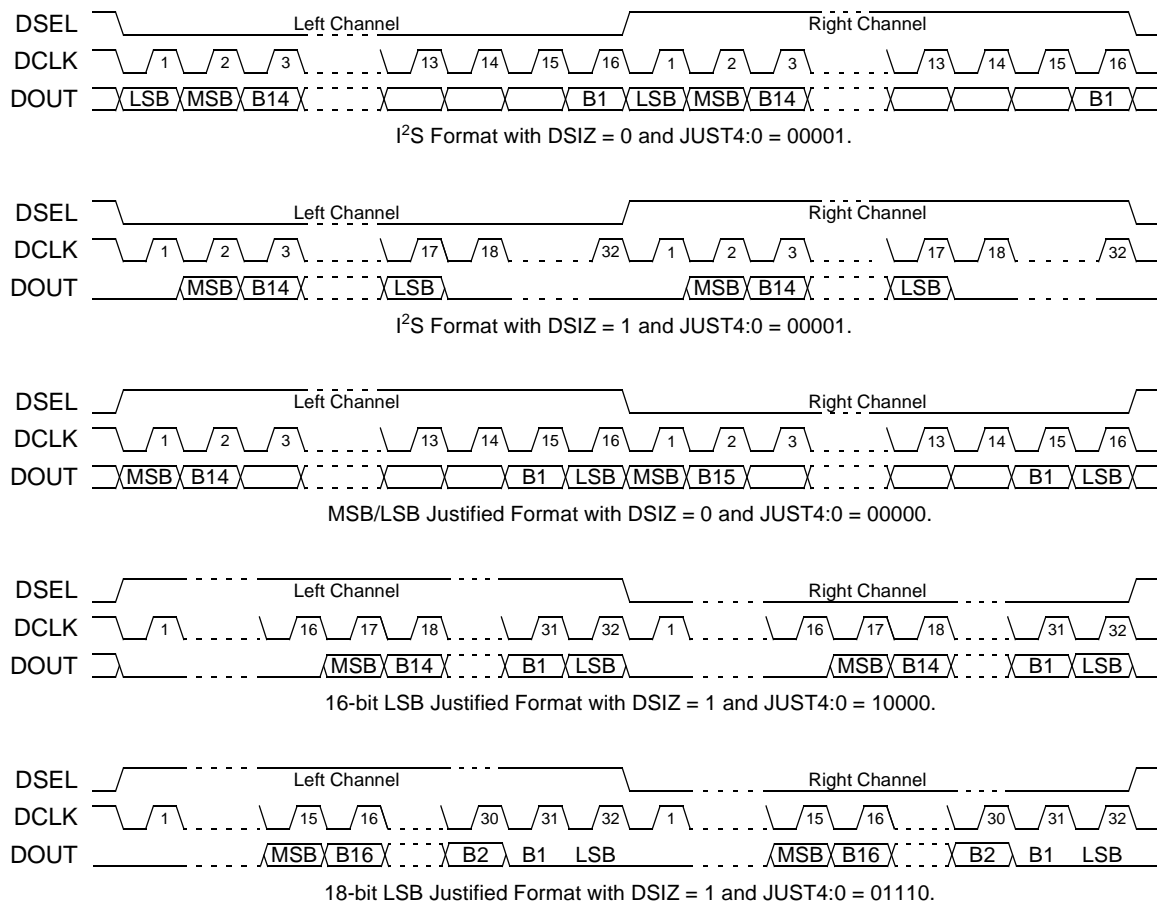 DSEL Left Channel Right Channel
DCLK 1 2 3 13 14 15 16 1 2 3 13 14 15 16
DOUT LSB MSB B14 B1 LSB MSB B14 B1
I2S Format with DSIZ = 0 and JUST4:0 = 00001.
DSEL Left Channel Right Channel
DCLK 1 2 3 17 18 32 1 2 3 17 18 32
DOUT MSB B14 LSB MSB B14 LSB
I2S Format with DSIZ = 1 and JUST4:0 = 00001.
DSEL Left Channel Right Channel
DCLK 1 2 3 13 14 15 16 1 2 3 13 14 15 16
DOUT MSB B14 B1 LSB MSB B15 B1 LSB
MSB/LSB Justified Format with DSIZ = 0 and JUST4:0 = 00000.
DSEL Left Channel Right Channel
DCLK 1 16 17 18 31 32 1 16 17 18 31 32
DOUT MSB B14 B1 LSB MSB B14 B1 LSB
16-bit LSB Justified Format with DSIZ = 1 and JUST4:0 = 10000.
DSEL Left Channel Right Channel
DCLK 1 15 16 30 31 32 1 15 16 30 31 32
DOUT MSB B16 B2 B1 LSB MSB B16 B2 B1 LSB
18-bit LSB Justified Format with DSIZ = 1 and JUST4:0 = 01110.